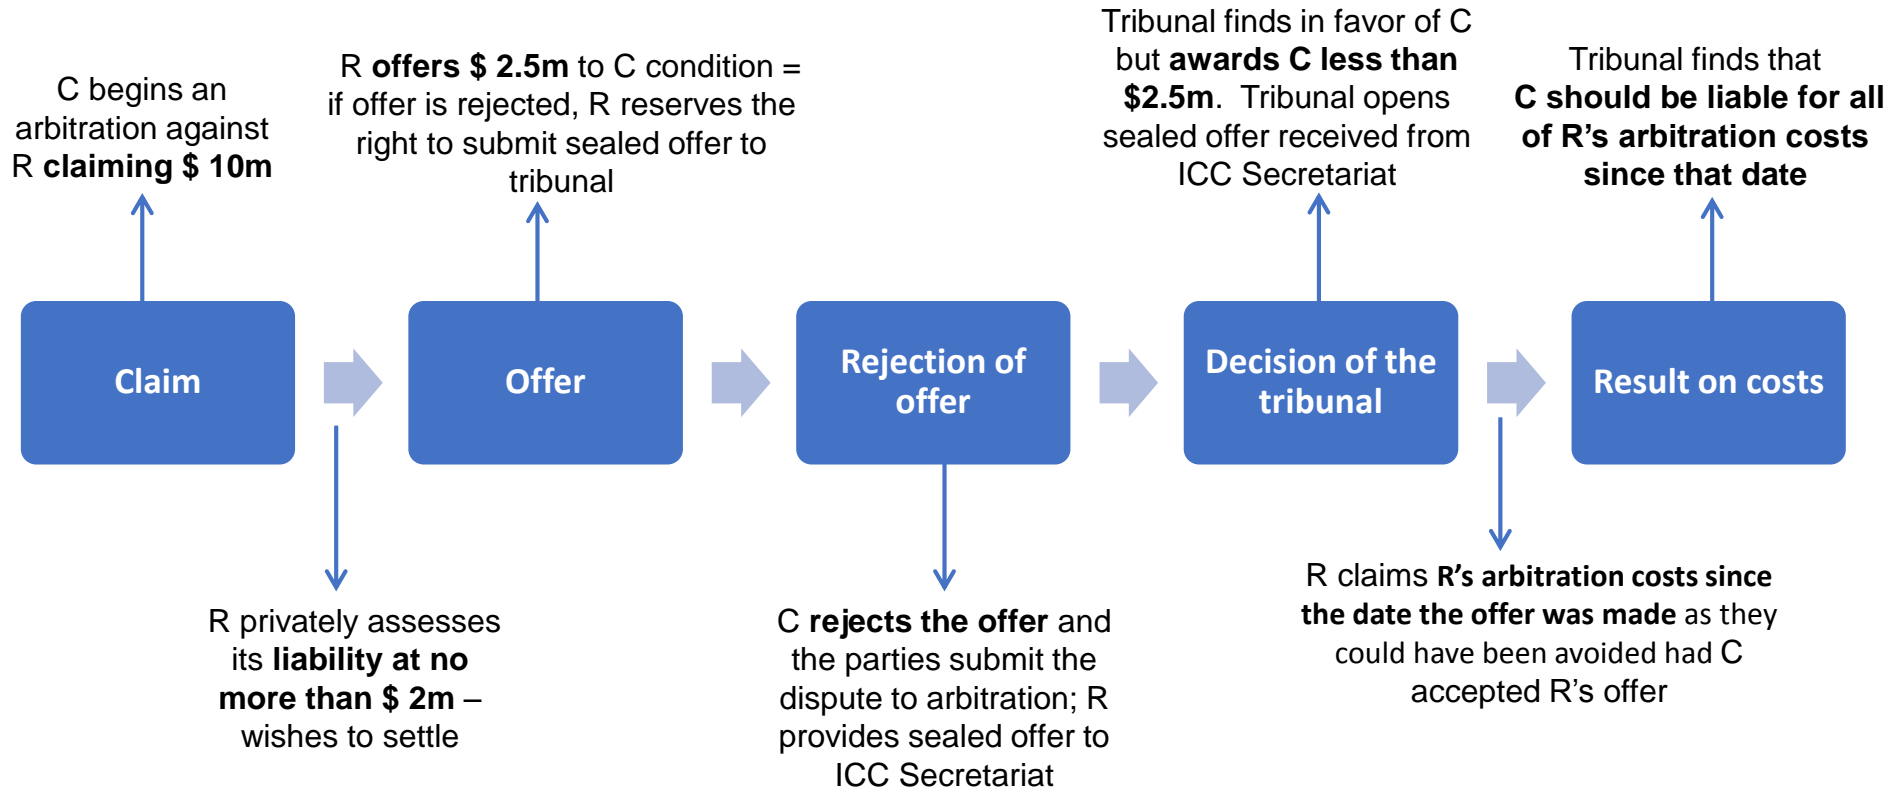 C begins an
arbitration against
R claiming $ 10m
R offers $ 2.5m to C condition =
if offer is rejected, R reserves the
right to submit sealed offer to
tribunal
Tribunal finds in favor of C
but awards C less than
$2.5m.  Tribunal opens
sealed offer received from
ICC Secretariat
Tribunal finds that
C should be liable for all
of R’s arbitration costs
since that date
Claim
Offer
Rejection of
offer
Decision of the
tribunal
Result on costs
R privately assesses
its liability at no
more than $ 2m –
wishes to settle
C rejects the offer and
the parties submit the
dispute to arbitration; R
provides sealed offer to
ICC Secretariat
R claims R’s arbitration costs since
the date the offer was made as they
could have been avoided had C
accepted R’s offer